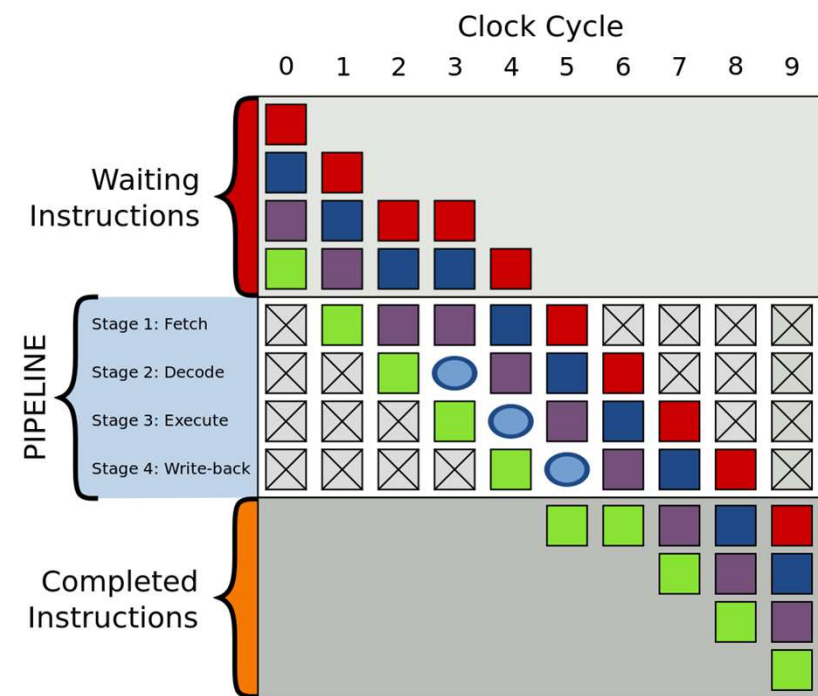 Clock Cycle
0 1 2 3 4 5 6 7 8 9
Waiting
Instructions
PIPELINE
Stage 1: Fetch
Stage 2: Decode
Stage 3: Execute
Stage 4: Write-back
Completed
Instructions